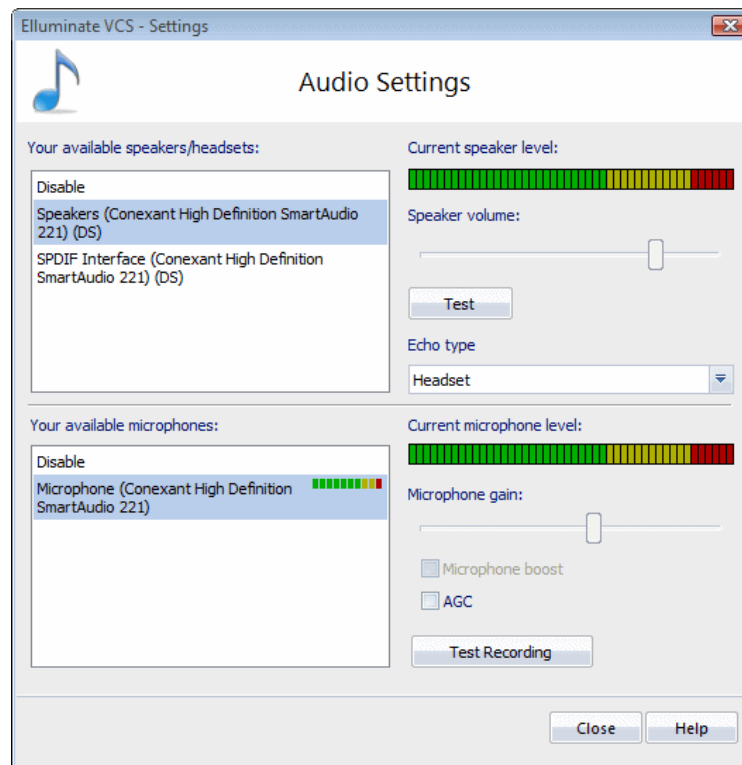 Elluminate VCS - Settings
Audio Settings
Your available speakers/headsets:
Disable
Speakers (Conexant High Definition SmartAudio
221) (DS)
SPDIF Interface (Conexant High Definition
SmartAudio 221) (DS)
Current speaker level:
Speaker volume:
Test
Echo type
Headset
Your available microphones:
Disable
Microphone (Conexant High Definition
SmartAudio 221)
Current microphone level:
Microphone gain:
Microphone boost
AGC
Test Recording
Close
Help